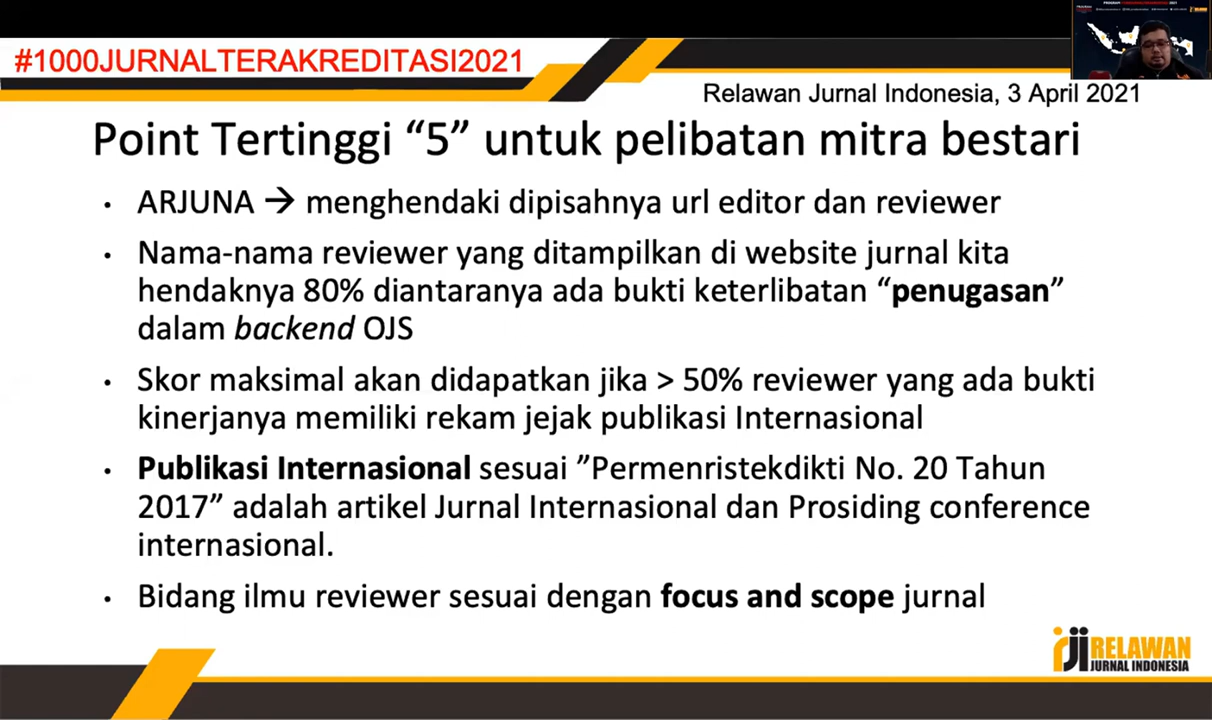 #1000JURNALTERAKREDITASI2021
Relawan Jurnal Indonesia, 3 April 2021
Point Tertinggi “5” untuk pelibatan mitra bestari
• ARJUNA → menghendaki dipisahnya url editor dan reviewer
• Nama-nama reviewer yang ditampilkan di website jurnal kita
hendaknya 80% diantaranya ada bukti keterlibatan “penugasan”
dalam backend OJS
• Skor maksimal akan didapatkan jika > 50% reviewer yang ada bukti
kinerjanya memiliki rekam jejak publikasi Internasional
• Publikasi Internasional sesuai ”Permenristekdikti No. 20 Tahun
2017” adalah artikel Jurnal Internasional dan Prosiding conference
internasional.
• Bidang ilmu reviewer sesuai dengan focus and scope jurnal
rji RELAWAN
JURNAL INDONESIA